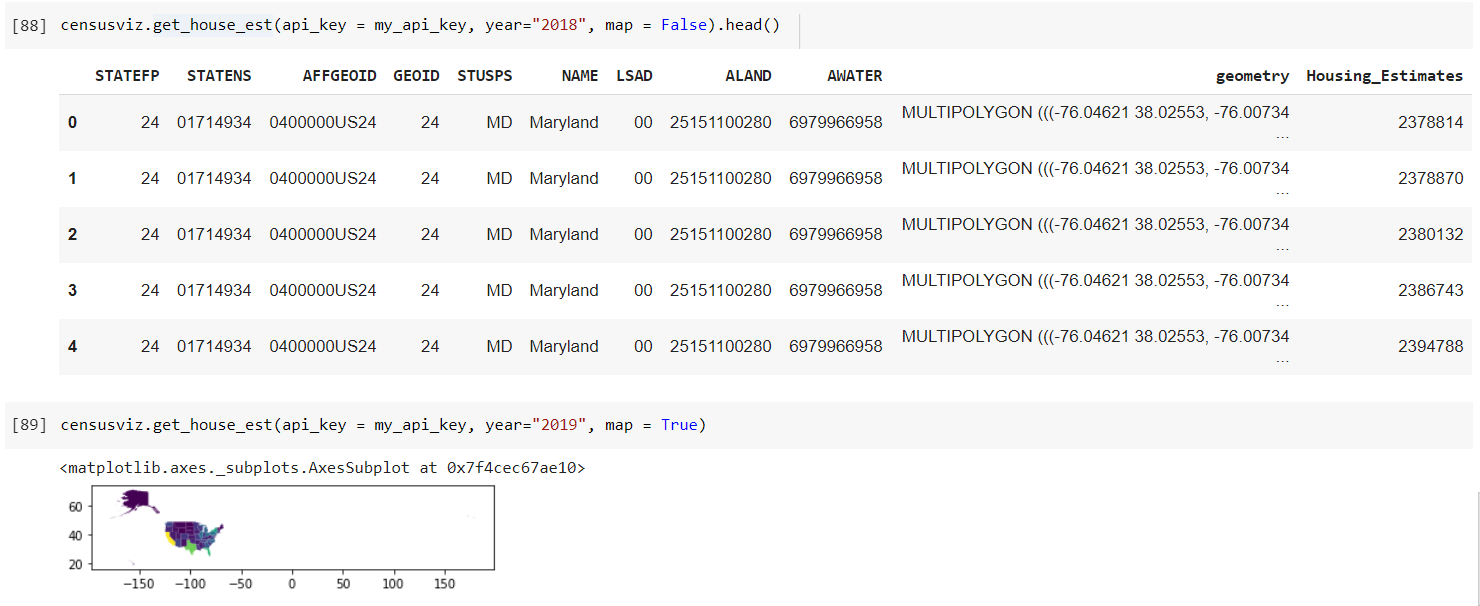 [88] censusviz.get_house_est(api_key = my_api_key, year="2018", map = False).head()
STATEFP STATENS AFFGEOID GEOID STUSPS NAME LSAD ALAND AWATER geometry Housing_Estimates
0 24 01714934 0400000US24 24 MD Maryland 00 25151100280 6979966958 MULTIPOLYGON (((-76.04621 38.02553, -76.00734 ... 2378814
1 24 01714934 0400000US24 24 MD Maryland 00 25151100280 6979966958 MULTIPOLYGON (((-76.04621 38.02553, -76.00734 ... 2378870
2 24 01714934 0400000US24 24 MD Maryland 00 25151100280 6979966958 MULTIPOLYGON (((-76.04621 38.02553, -76.00734 ... 2380132
3 24 01714934 0400000US24 24 MD Maryland 00 25151100280 6979966958 MULTIPOLYGON (((-76.04621 38.02553, -76.00734 ... 2386743
4 24 01714934 0400000US24 24 MD Maryland 00 25151100280 6979966958 MULTIPOLYGON (((-76.04621 38.02553, -76.00734 ... 2394788
[89] censusviz.get_house_est(api_key = my_api_key, year="2019", map = True)
<matplotlib.axes._subplots.AxesSubplot at 0x7f4cec67ae10>
60
40
20
−150 −100 −50 0 50 100 150